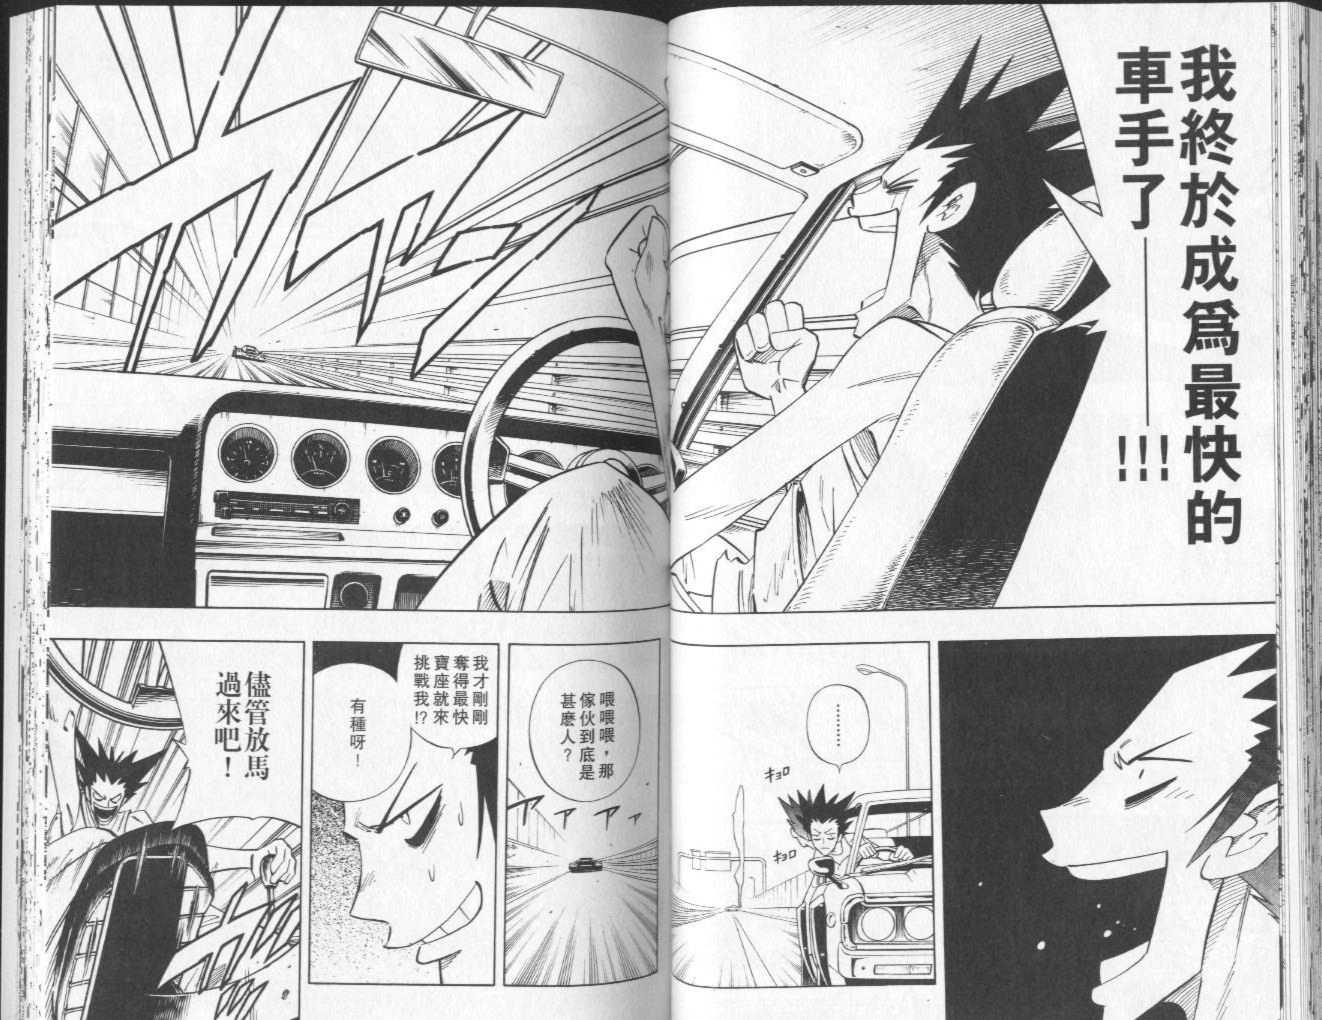 我終於成爲最快的
車手了——!!!
………
ｷｮﾛ
ｷｮﾛ
喂喂喂，那
傢伙到底是
甚麽人？
アァァァ
我才剛剛
奪得最快
寶座就來
挑戰我!?
有種呀！
儘管放馬
過來吧！